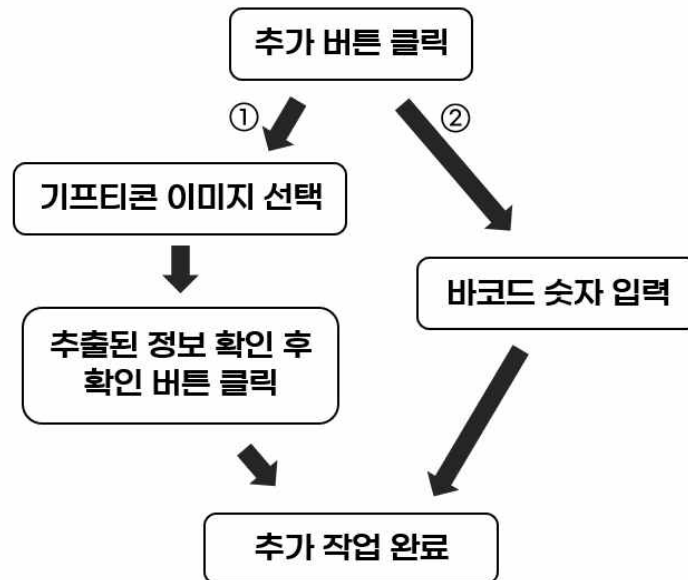 추가 버튼 클릭
①
②
기프티콘 이미지 선택
바코드 숫자 입력
추출된 정보 확인 후
확인 버튼 클릭
추가 작업 완료